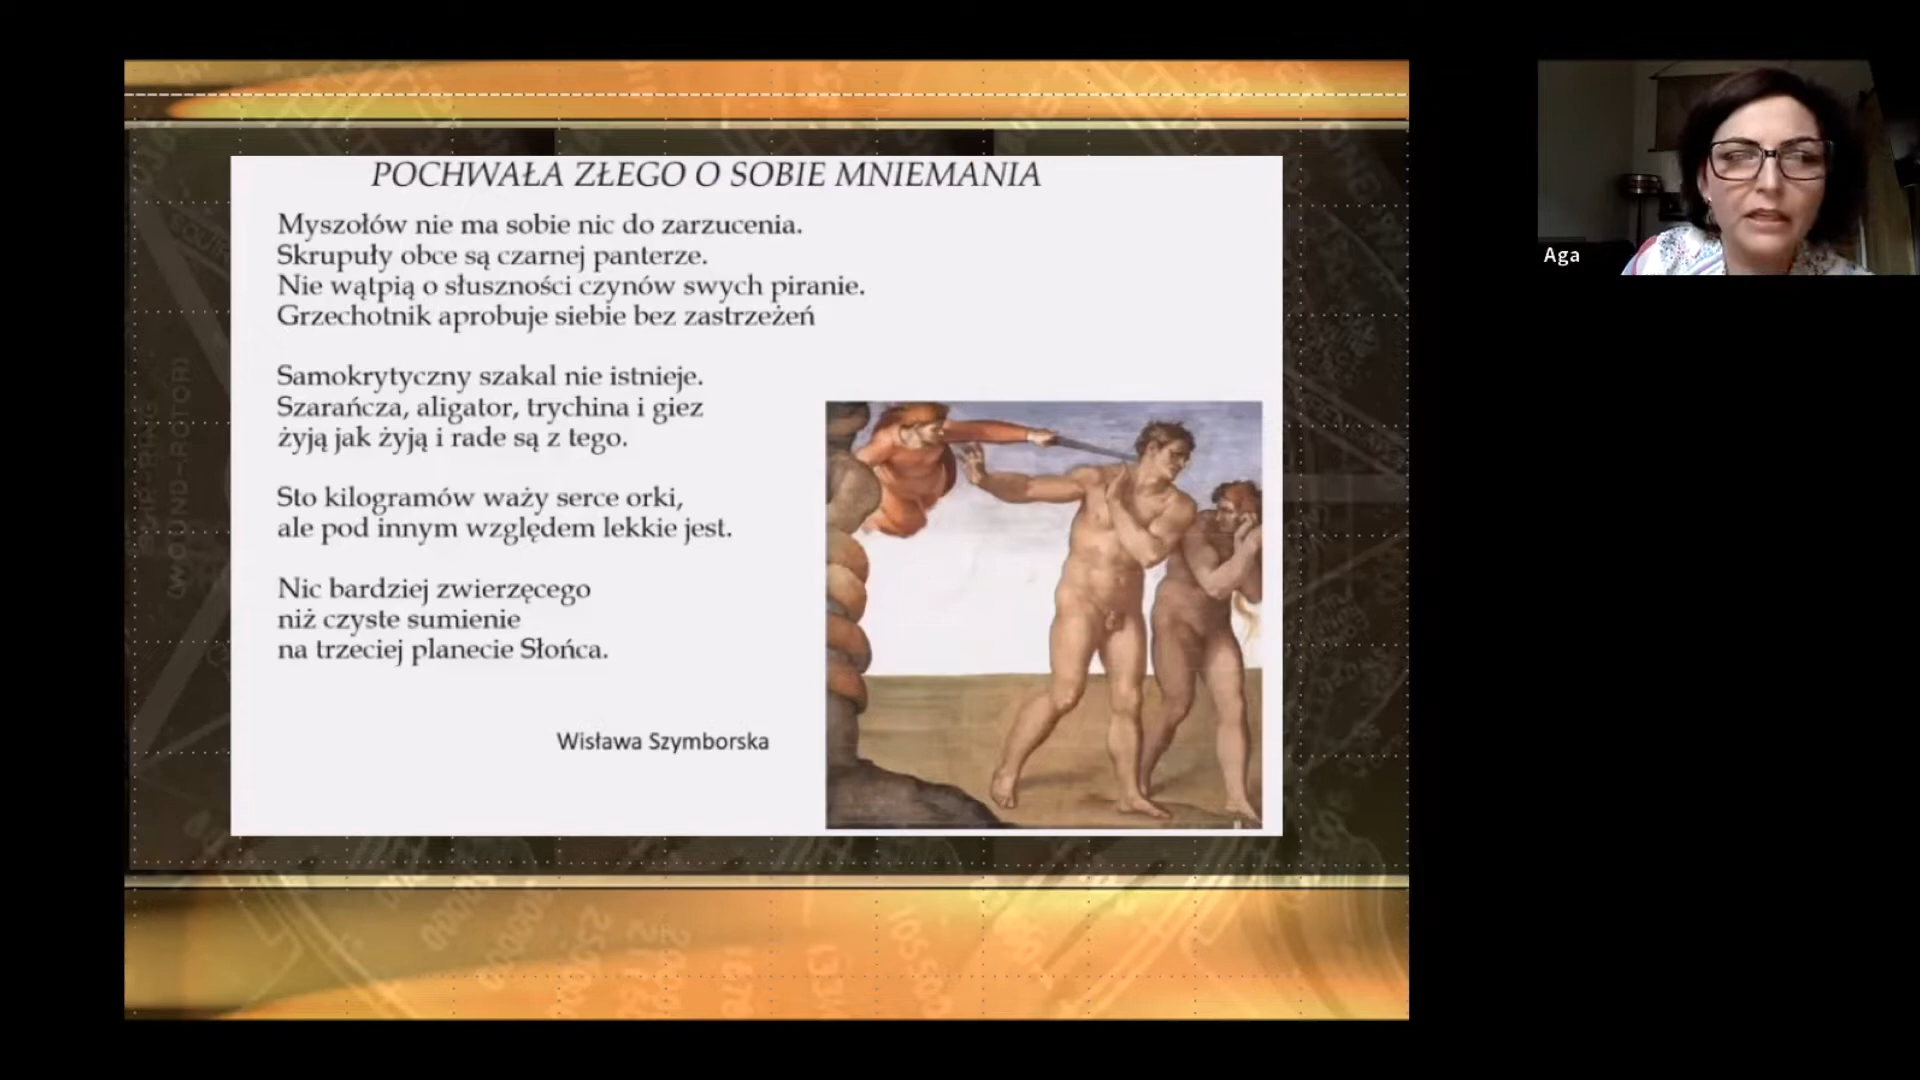 POCHWAŁA ZŁEGO O SOBIE MNIEMANIA
Myszołów nie ma sobie nic do zarzucenia.
Skrupuły obce są czarnej panterze.
Nie wątpią o słuszności czynów swych piranie.
Grzechotnik aprobuje siebie bez zastrzeżeń
Samokrytyczny szakal nie istnieje.
Szarańcza, aligator, trychina i giez
żyją jak żyją i rade są z tego.
Sto kilogramów waży serce orki,
ale pod innym względem lekkie jest.
Nic bardziej zwierzęcego
niż czyste sumienie
na trzeciej planecie Słońca.
Wisława Szymborska
Aga